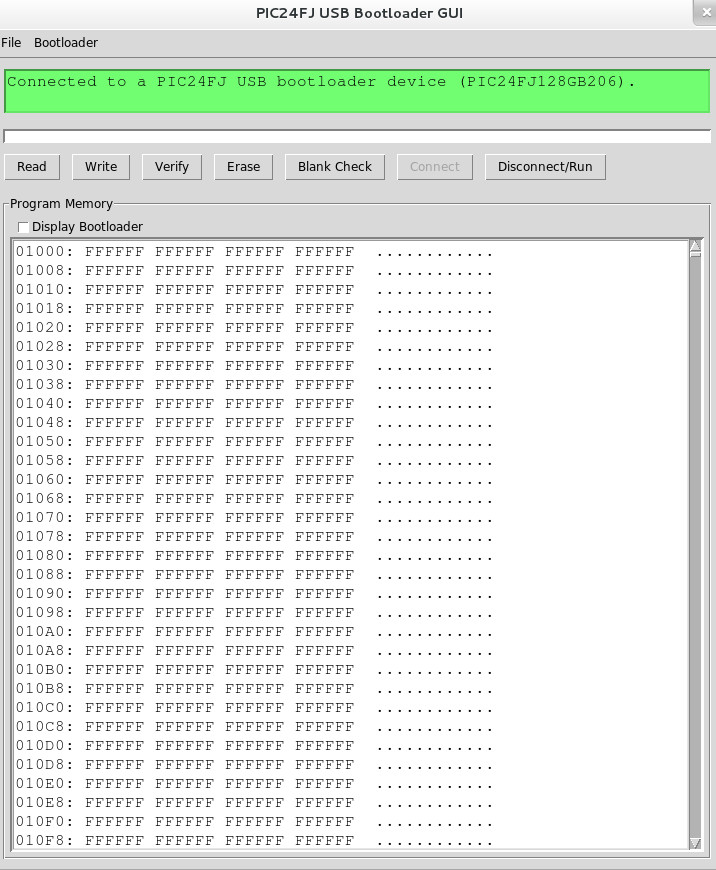 PIC24FJ USB Bootloader GUI
File Bootloader
Connected to a PIC24FJ USB bootloader device (PIC24FJ128GB206).
Read Write Verify Erase Blank Check Connect Disconnect/Run
Program Memory
Display Bootloader
01000: FFFFFF FFFFFF FFFFFF FFFFFF ............
01008: FFFFFF FFFFFF FFFFFF FFFFFF ............
01010: FFFFFF FFFFFF FFFFFF FFFFFF ............
01018: FFFFFF FFFFFF FFFFFF FFFFFF ............
01020: FFFFFF FFFFFF FFFFFF FFFFFF ............
01028: FFFFFF FFFFFF FFFFFF FFFFFF ............
01030: FFFFFF FFFFFF FFFFFF FFFFFF ............
01038: FFFFFF FFFFFF FFFFFF FFFFFF ............
01040: FFFFFF FFFFFF FFFFFF FFFFFF ............
01048: FFFFFF FFFFFF FFFFFF FFFFFF ............
01050: FFFFFF FFFFFF FFFFFF FFFFFF ............
01058: FFFFFF FFFFFF FFFFFF FFFFFF ............
01060: FFFFFF FFFFFF FFFFFF FFFFFF ............
01068: FFFFFF FFFFFF FFFFFF FFFFFF ............
01070: FFFFFF FFFFFF FFFFFF FFFFFF ............
01078: FFFFFF FFFFFF FFFFFF FFFFFF ............
01080: FFFFFF FFFFFF FFFFFF FFFFFF ............
01088: FFFFFF FFFFFF FFFFFF FFFFFF ............
01090: FFFFFF FFFFFF FFFFFF FFFFFF ............
01098: FFFFFF FFFFFF FFFFFF FFFFFF ............
010A0: FFFFFF FFFFFF FFFFFF FFFFFF ............
010A8: FFFFFF FFFFFF FFFFFF FFFFFF ............
010B0: FFFFFF FFFFFF FFFFFF FFFFFF ............
010B8: FFFFFF FFFFFF FFFFFF FFFFFF ............
010C0: FFFFFF FFFFFF FFFFFF FFFFFF ............
010C8: FFFFFF FFFFFF FFFFFF FFFFFF ............
010D0: FFFFFF FFFFFF FFFFFF FFFFFF ............
010D8: FFFFFF FFFFFF FFFFFF FFFFFF ............
010E0: FFFFFF FFFFFF FFFFFF FFFFFF ............
010E8: FFFFFF FFFFFF FFFFFF FFFFFF ............
010F0: FFFFFF FFFFFF FFFFFF FFFFFF ............
010F8: FFFFFF FFFFFF FFFFFF FFFFFF ............